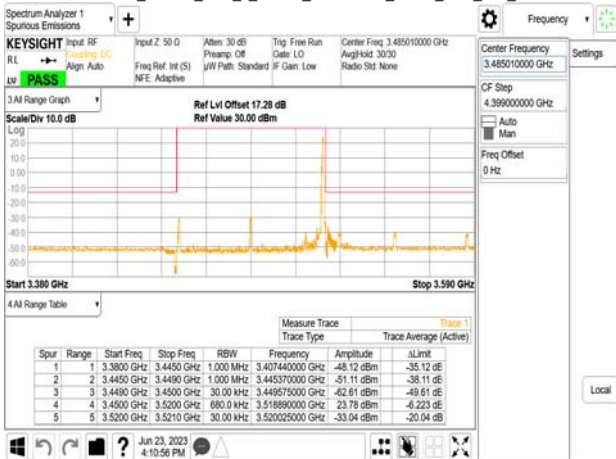 Spectrum Analyzer 1
Spurious Emissions
+
Frequency
KEYSIGHT Input: RF Input Z: 50 Ω Atten: 30 dB Trig: Free Run Center Freq: 3.485010000 GHz
RL Coupling: DC Preamp: Off Gate: LO Avg|Hold: 30/30
Align: Auto Freq Ref: Int (S) µW Path: Standard IF Gain: Low Radio Std: None
NFE: Adaptive
LV PASS
Center Frequency
3.485010000 GHz
Settings
CF Step
4.399000000 GHz
Auto
Man
Freq Offset
0 Hz
3 All Range Graph
Ref Lvl Offset 17.28 dB
Scale/Div 10.0 dB Ref Value 30.00 dBm
Log
20.0
10.0
0.00
-10.0
-20.0
-30.0
-40.0
-50.0
-60.0
Start 3.380 GHz Stop 3.590 GHz
4 All Range Table
Measure Trace Trace 1
Trace Type Trace Average (Active)
Spur Range Start Freq Stop Freq RBW Frequency Amplitude ΔLimit
1 1 3.3800 GHz 3.4450 GHz 1.000 MHz 3.407440000 GHz -48.12 dBm -35.12 dE
2 2 3.4450 GHz 3.4490 GHz 1.000 MHz 3.445370000 GHz -51.11 dBm -38.11 dE
3 3 3.4490 GHz 3.4500 GHz 30.00 kHz 3.449575000 GHz -62.61 dBm -49.61 dE
4 4 3.4500 GHz 3.5200 GHz 680.0 kHz 3.518890000 GHz 23.78 dBm -6.223 dE
5 5 3.5200 GHz 3.5210 GHz 30.00 kHz 3.520025000 GHz -33.04 dBm -20.04 dB
Local
?
Jun 23, 2023
4:10:56 PM